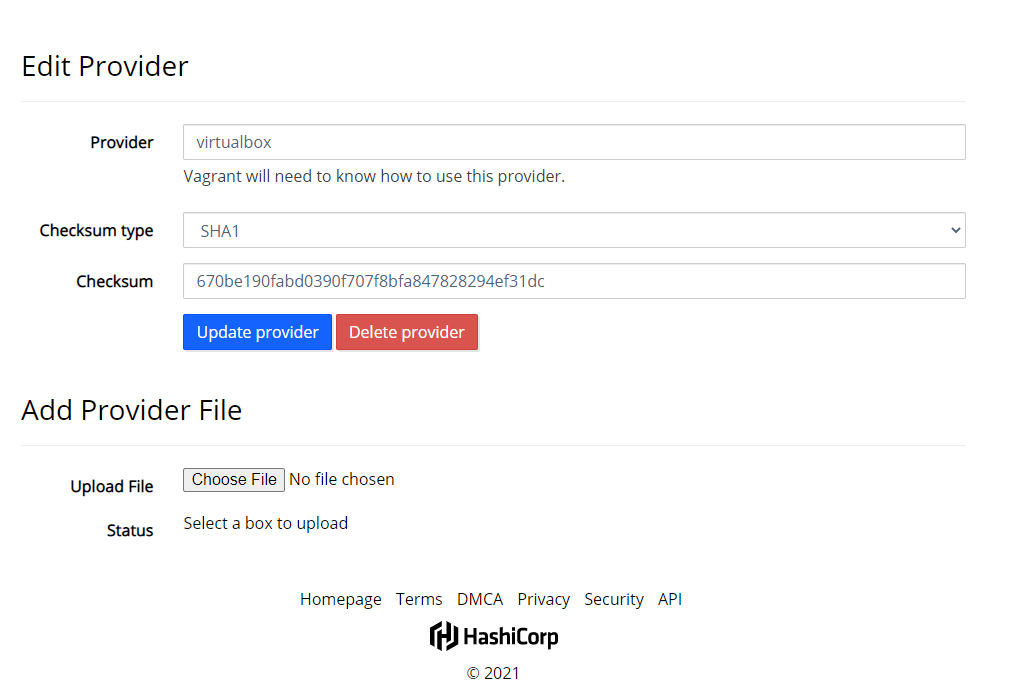 Edit Provider
Provider
virtualbox
Vagrant will need to know how to use this provider.
Checksum type
SHA1
Checksum
670be190fabd0390f707f8bfa847828294ef31dc
Update provider Delete provider
Add Provider File
Upload File
Choose File No file chosen
Status
Select a box to upload
Homepage Terms DMCA Privacy Security API
HashiCorp
© 2021